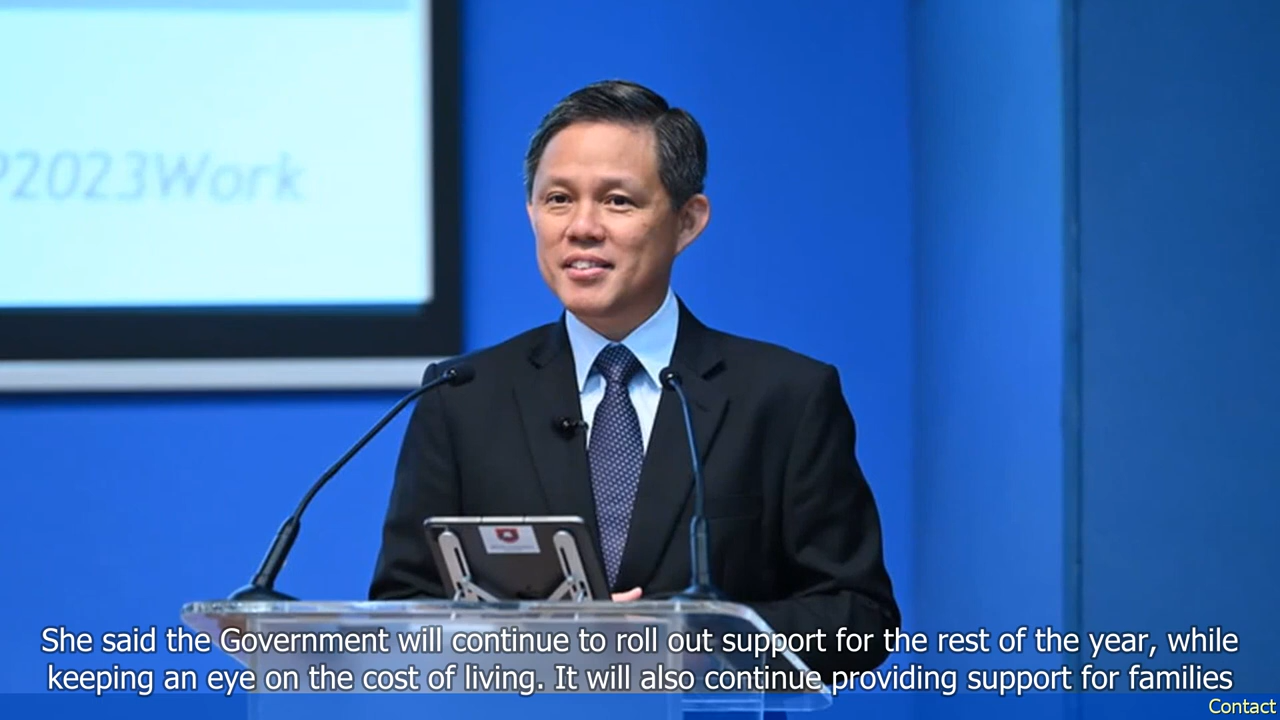 P2023Work
She said the Government will continue to roll out support for the rest of the year, while
keeping an eye on the cost of living. It will also continue providing support for families
Contact